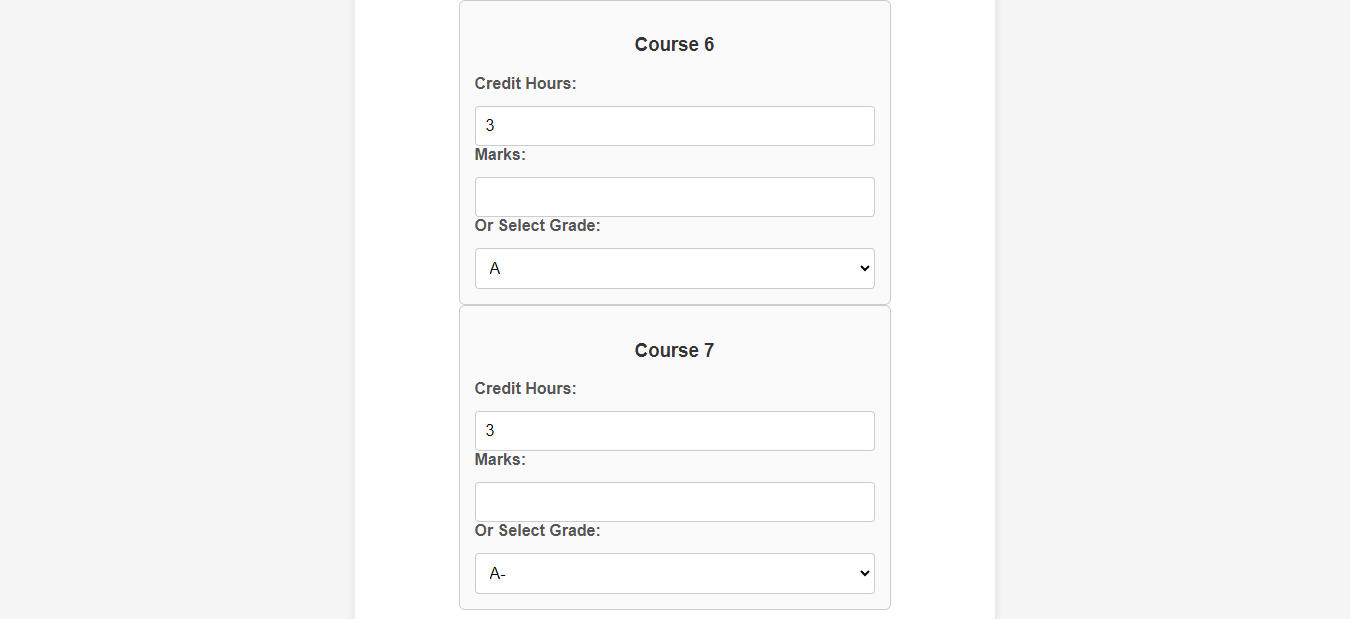 Course 6
Credit Hours:
3
Marks:
Or Select Grade:
A
Course 7
Credit Hours:
3
Marks:
Or Select Grade:
A-